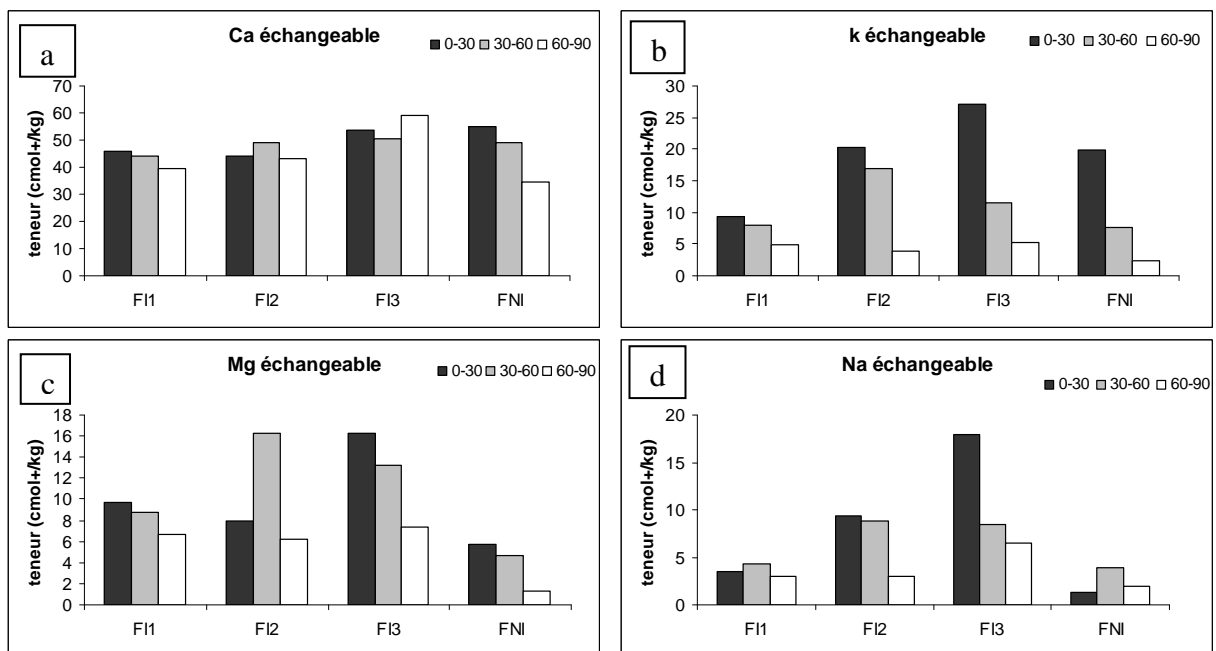 a
Ca échangeable
0-30 30-60 60-90
teneur (cmol+/kg)
70
60
50
40
30
20
10
0
FI1 FI2 FI3 FNI
b
k échangeable
0-30 30-60 60-90
teneur (cmol+/kg)
30
25
20
15
10
5
0
FI1 FI2 FI3 FNI
c
Mg échangeable
0-30 30-60 60-90
teneur (cmol+/kg)
18
16
14
12
10
8
6
4
2
0
FI1 FI2 FI3 FNI
d
Na échangeable
0-30 30-60 60-90
teneur (cmol+/kg)
20
15
10
5
0
FI1 FI2 FI3 FNI